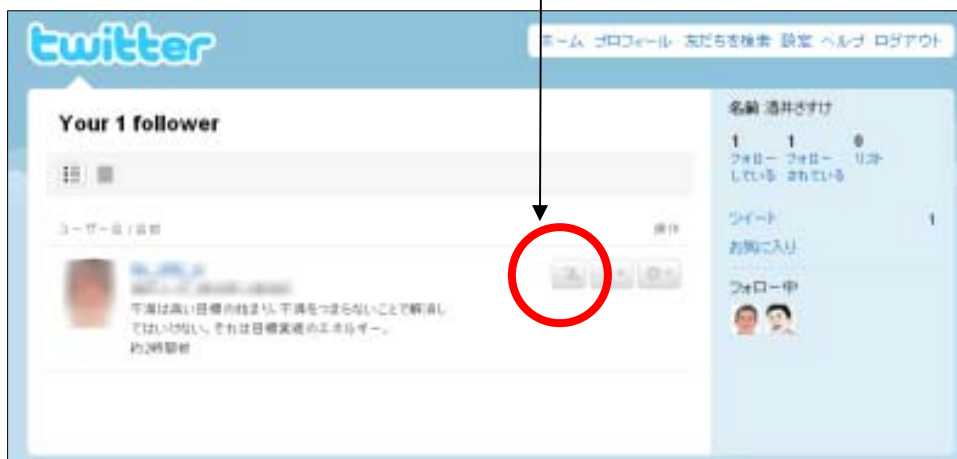 twitter
ホーム プロフィール 友だちを検索 設定 ヘルプ ログアウト
Your 1 follower
ユーザー名 / 名前 操作
不満は高い目標の始まり。不満をつまらないことで解消し
てはいけない。それは目標実現のエネルギー。
約2時間前
名前 酒井さすけ
1 1 0
フォロー フォロー リスト
している されている
ツイート 1
お気に入り
フォロー中